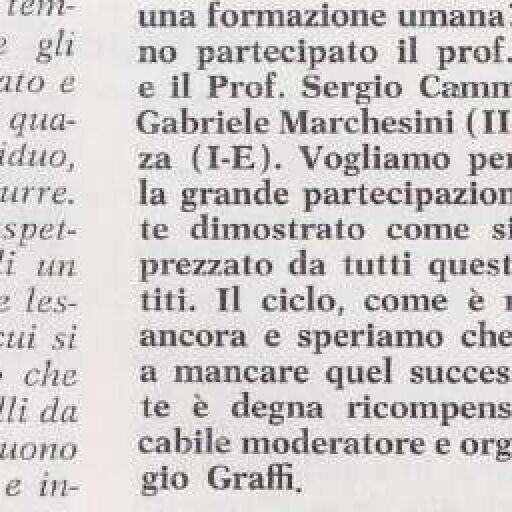 tem-
e gli
ato e
qua-
iduo,
urre.
spet-
li un
e les-
cui si
che
lli da
uono
e in-
una formazione umana?
no partecipato il prof.
e il Prof. Sergio Camm
Gabriele Marchesini (II
za (I-E). Vogliamo per
la grande partecipazion
te dimostrato come si
prezzato da tutti quest
titi. Il ciclo, come è
ancora e speriamo che
a mancare quel succes
te è degna ricompens
cabile moderatore e org
gio Graffi.